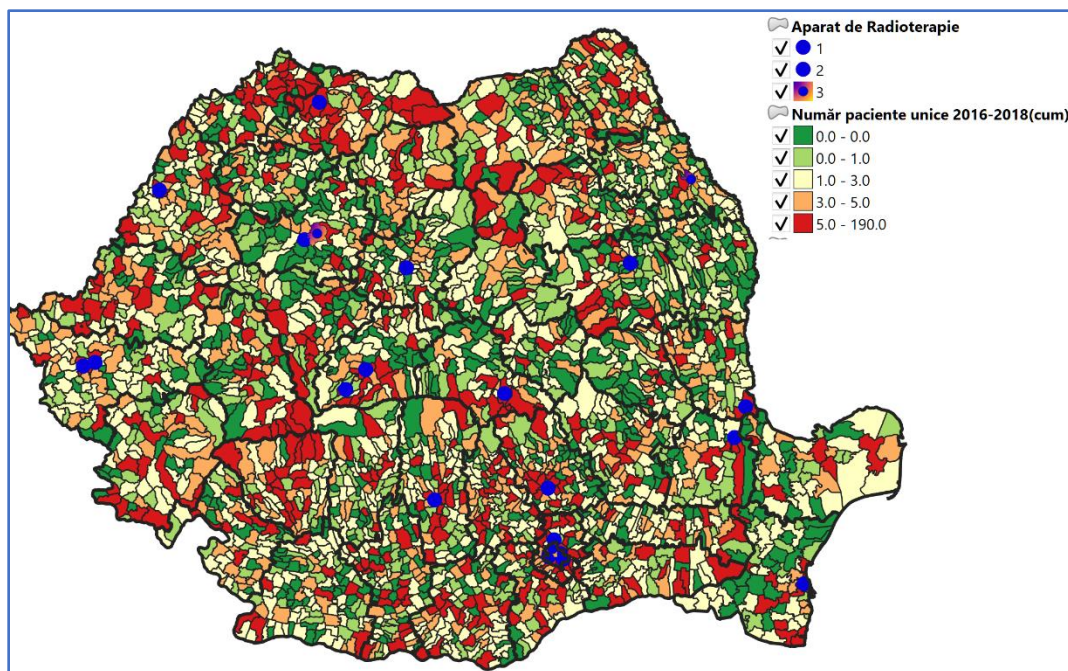 Aparat de Radioterapie
1
2
3
Număr paciente unice 2016-2018(cum)
0.0 - 0.0
0.0 - 1.0
1.0 - 3.0
3.0 - 5.0
5.0 - 190.0